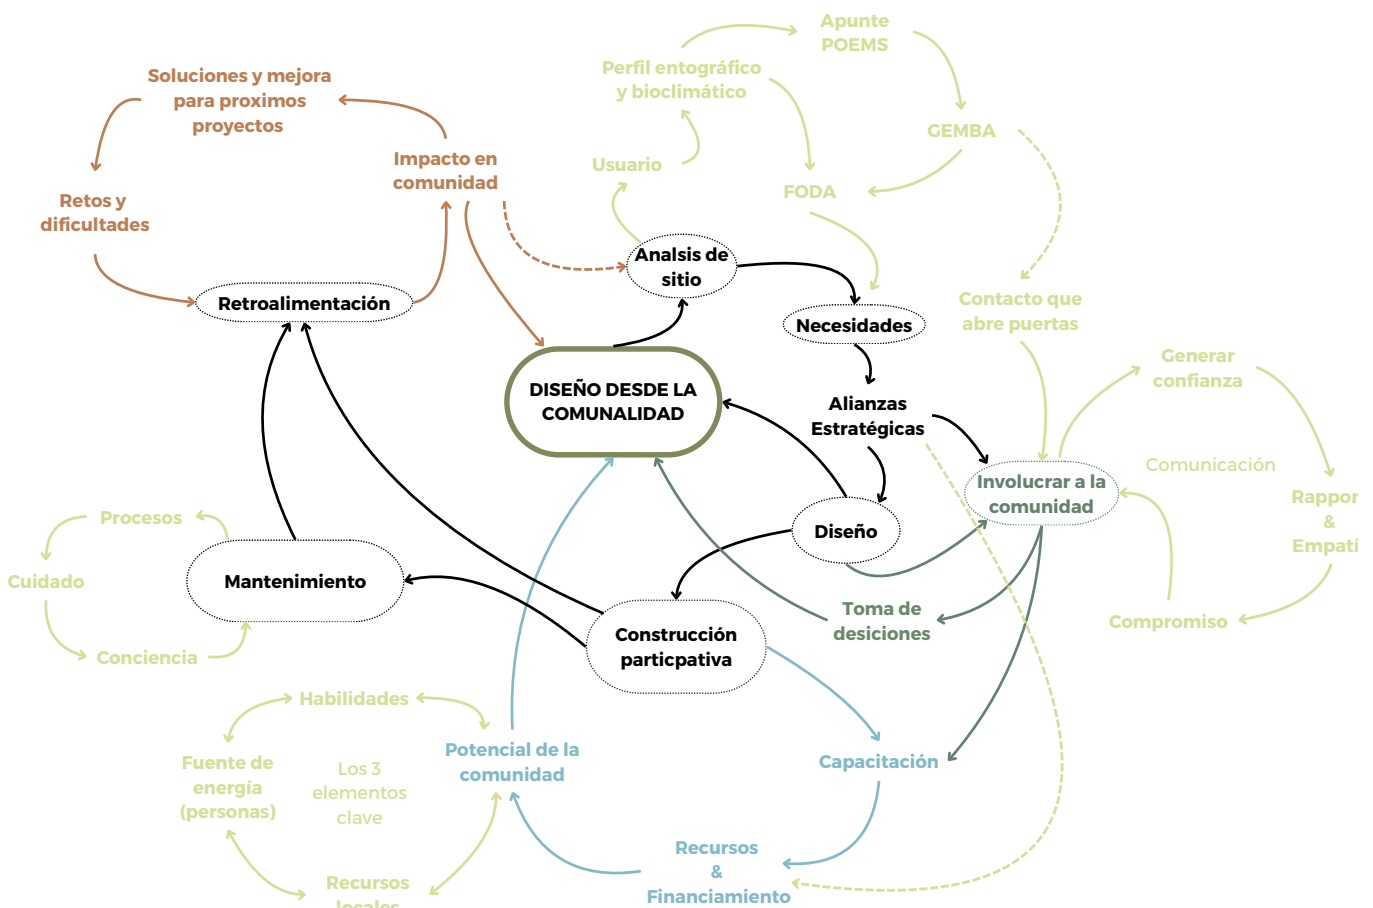 Apunte
POEMS
Soluciones y mejora
para proximos
proyectos
Perfil entográfico
y bioclimático
GEMBA
Impacto en
comunidad
Usuario
FODA
Retos y
dificultades
Analsis de
sitio
Retroalimentación
Necesidades
Contacto que
abre puertas
Generar
confianza
DISEÑO DESDE LA
COMUNALIDAD
Alianzas
Estratégicas
Comunicación
Involucrar a la
comunidad
Rappor
&
Empatí
Procesos
Diseño
Cuidado
Mantenimiento
Toma de
desiciones
Compromiso
Construcción
particpativa
Conciencia
Habilidades
Potencial de la
comunidad
Capacitación
Fuente de
energía
(personas)
Los 3
elementos
clave
Recursos
&
Financiamiento
Recursos
locales